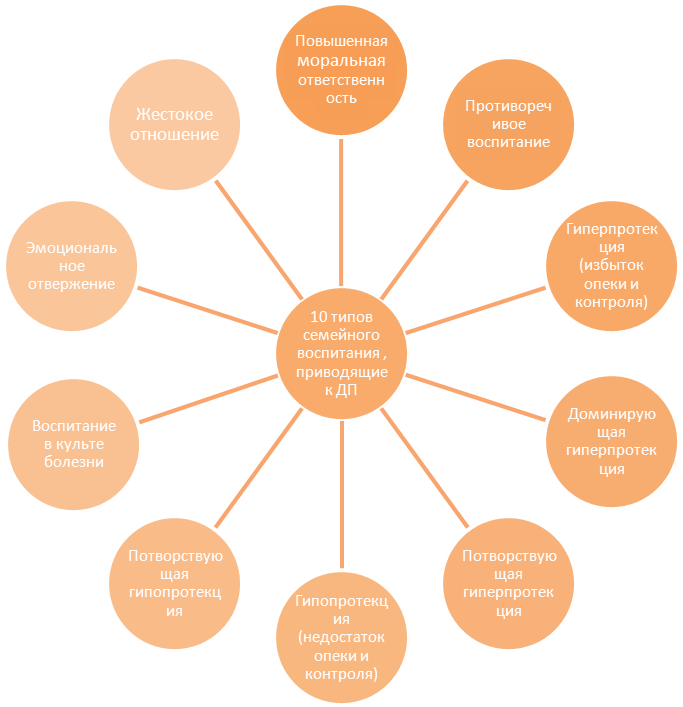 Повышенная
моральная
ответственн
ость
Противореч
ивое
воспитание
Гиперпротек
ция
(избыток
опеки и
контроля)
Доминирую
щая
гиперпротек
ция
Потворствую
щая
гиперпротек
ция
Гипопротекц
ия
(недостаток
опеки и
контроля)
Потворствую
щая
гипопротекц
ия
Воспитание
в культе
болезни
Эмоциональ
ное
отвержение
Жестокое
отношение
10 типов
семейного
воспитания ,
приводящие
к ДП